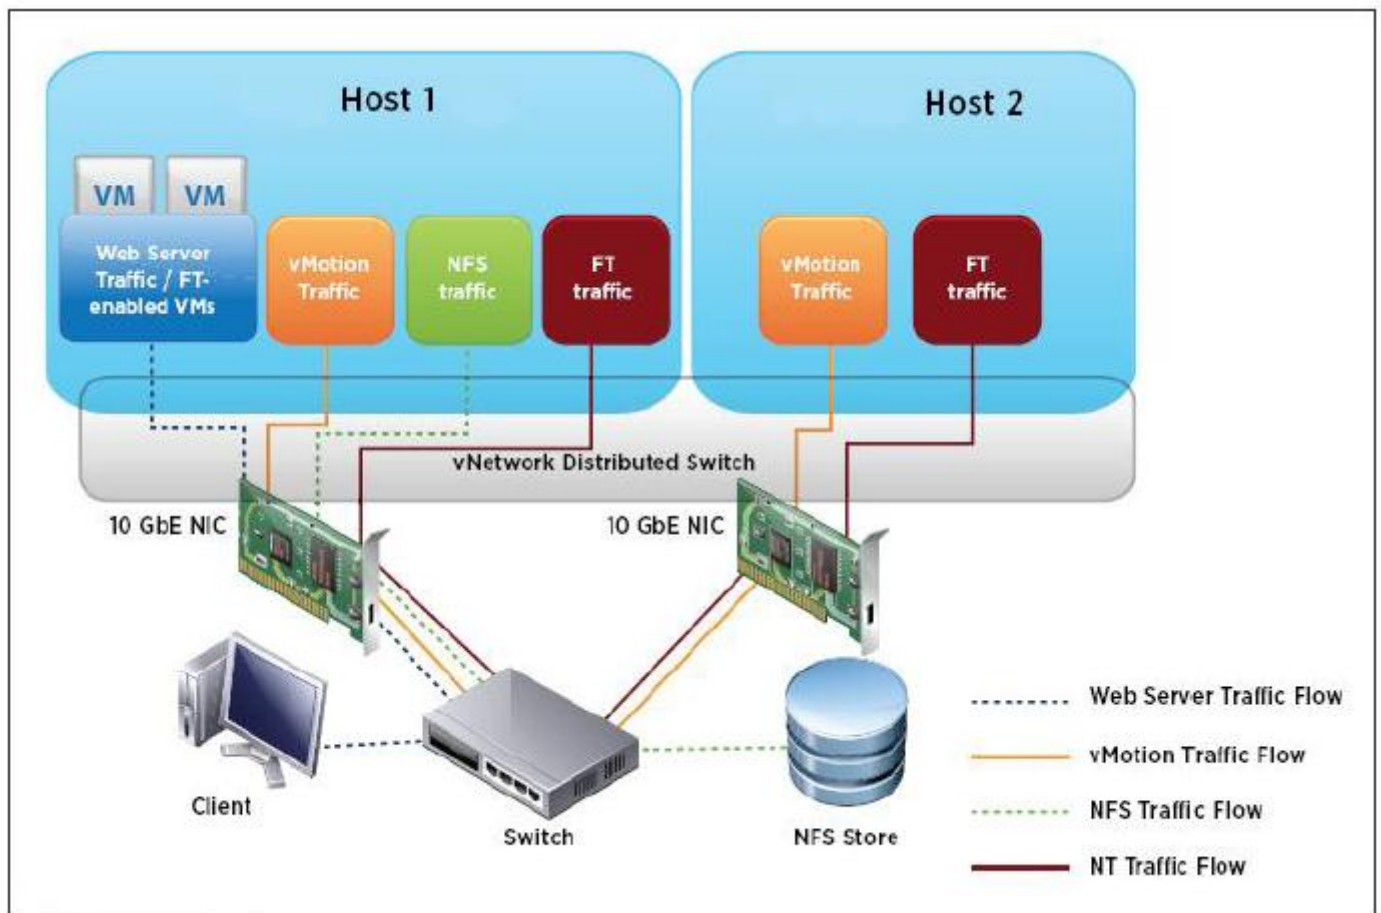 Host 1
Host 2
VM
VM
Web Server
Traffic / FT-
enabled VMs
vMotion
Traffic
NFS
traffic
FT
traffic
vMotion
Traffic
FT
traffic
vNetwork Distributed Switch
10 GbE NIC
10 GbE NIC
Client
Switch
NFS Store
Web Server Traffic Flow
vMotion Traffic Flow
NFS Traffic Flow
NT Traffic Flow